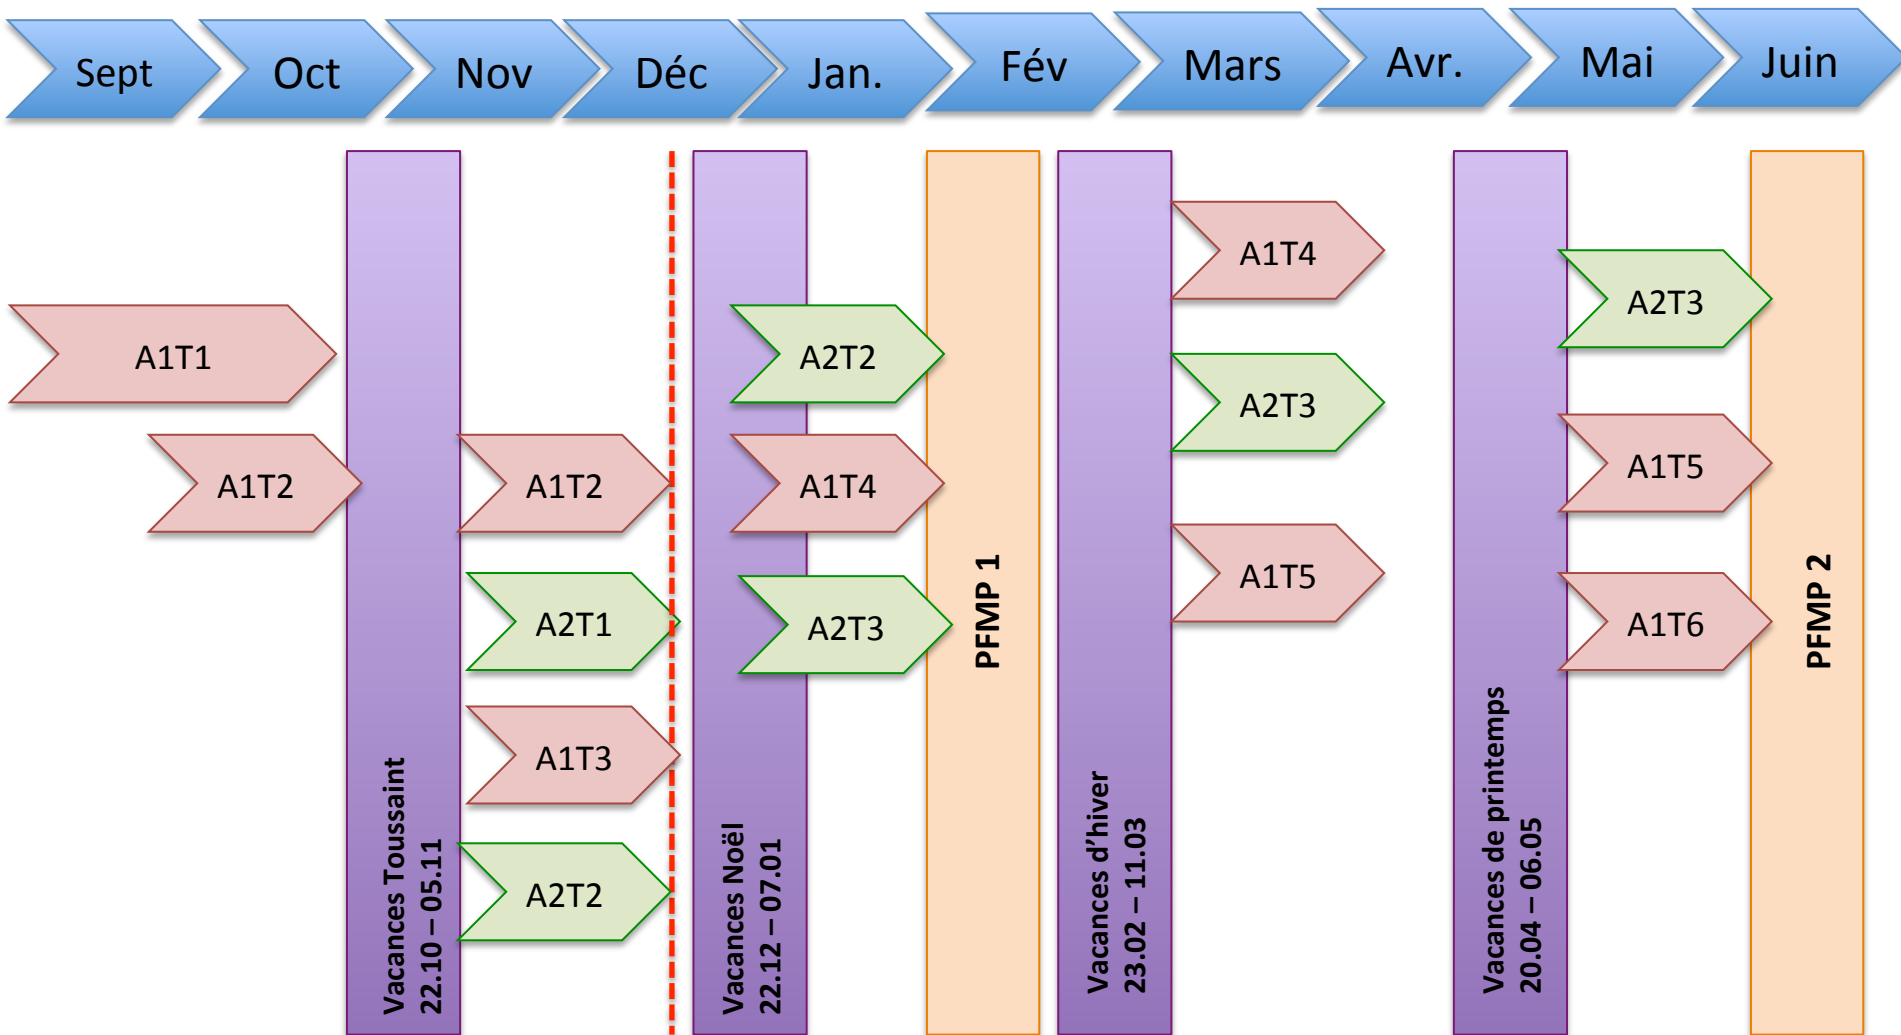 Sept
Oct
Nov
Déc
Jan.
Fév
Mars
Avr.
Mai
Juin
A1T1
A1T2
Vacances Toussaint
22.10 – 05.11
A1T2
A2T1
A1T3
A2T2
Vacances Noël
22.12 – 07.01
A2T2
A1T4
A2T3
PFMP 1
Vacances d'hiver
23.02 – 11.03
A1T4
A2T3
A1T5
Vacances de printemps
20.04 – 06.05
A2T3
A1T5
A1T6
PFMP 2